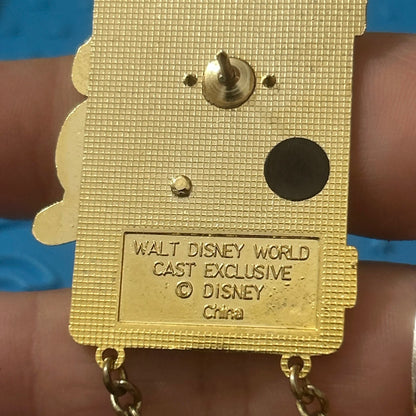 WALT DISNEY WORLD
CAST EXCLUSIVE
© DISNEY
China